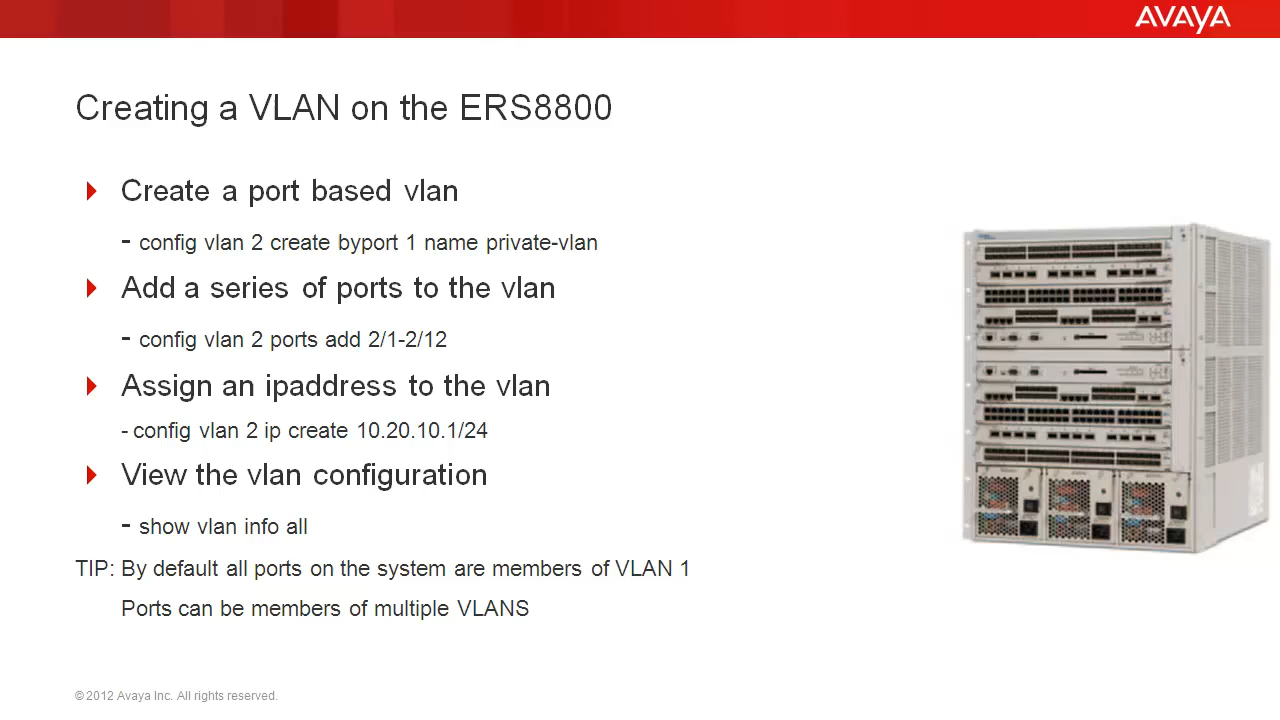 AVAYA
Creating a VLAN on the ERS8800
Create a port based vlan
- config vlan 2 create byport 1 name private-vlan
Add a series of ports to the vlan
- config vlan 2 ports add 2/1-2/12
Assign an ipaddress to the vlan
- config vlan 2 ip create 10.20.10.1/24
View the vlan configuration
- show vlan info all
TIP: By default all ports on the system are members of VLAN 1
Ports can be members of multiple VLANS
© 2012 Avaya Inc. All rights reserved.